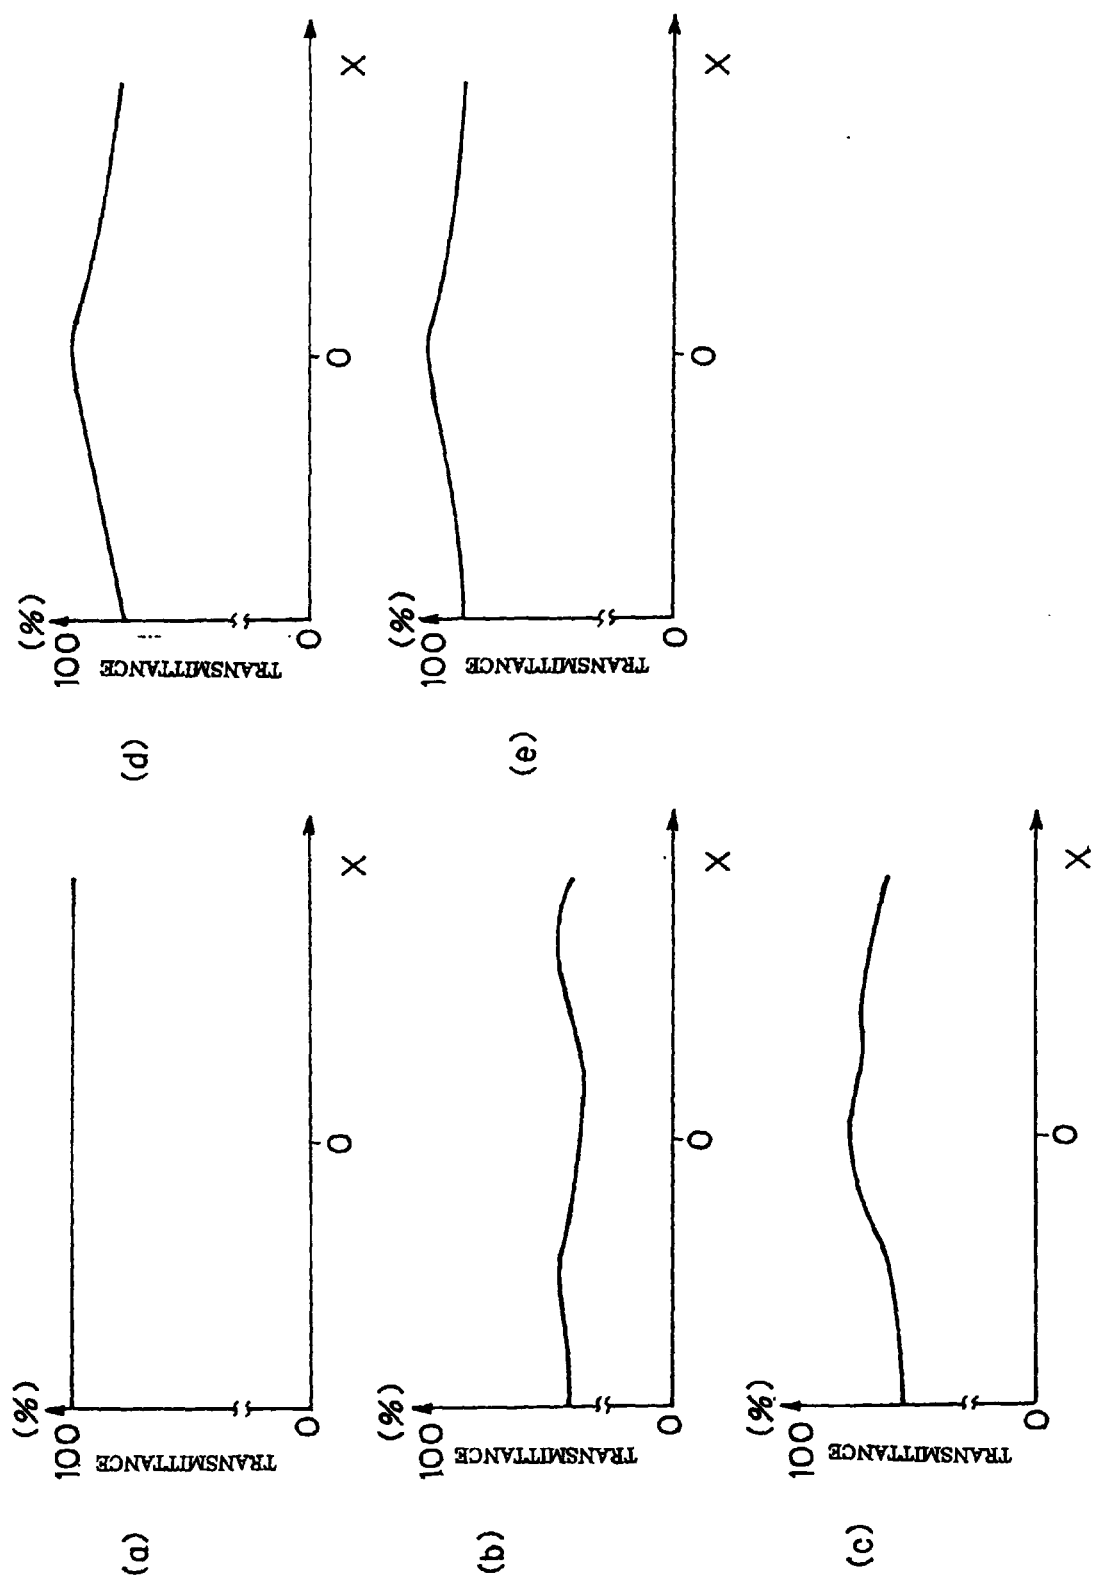 (a)
(%)
100
TRANSMITTANCE
0
0
X
(b)
(%)
100
TRANSMITTANCE
0
0
X
(c)
(%)
100
TRANSMITTANCE
0
0
X
(d)
(%)
100
TRANSMITTANCE
0
0
X
(e)
(%)
100
TRANSMITTANCE
0
0
X